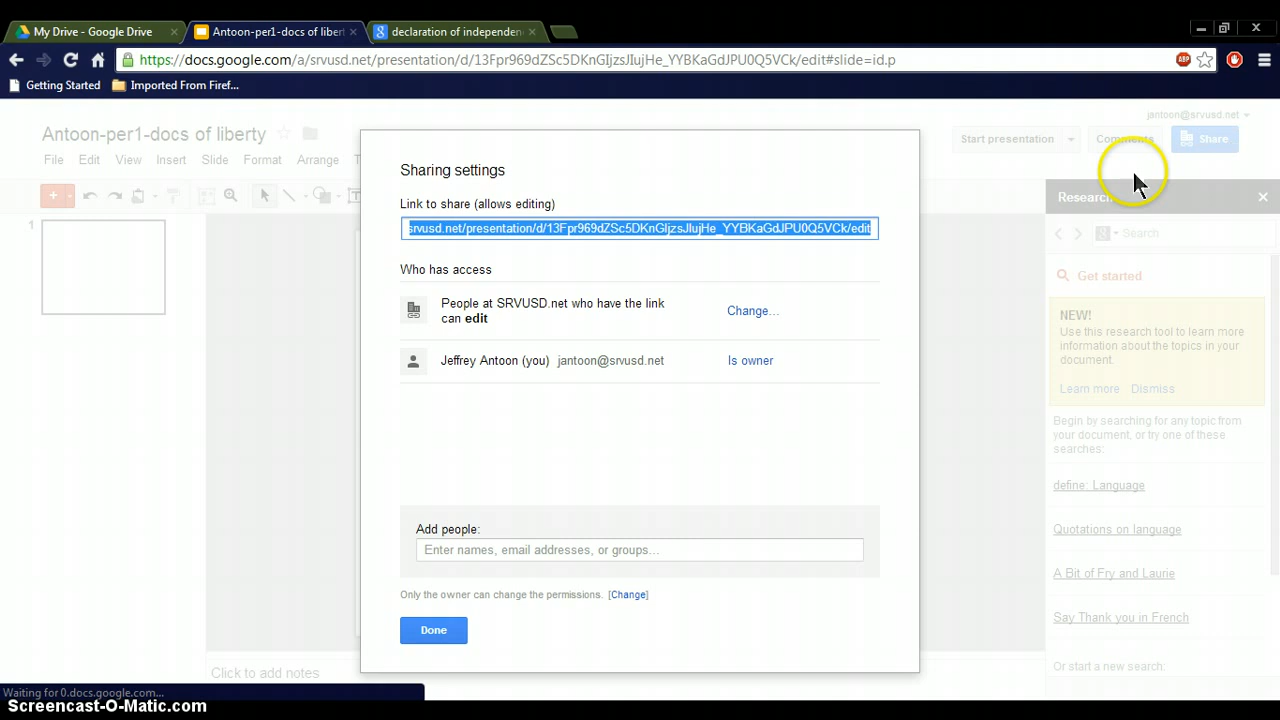 My Drive - Google Drive
Antoon-per1-docs of libert
declaration of independen
https://docs.google.com/a/srvusd.net/presentation/d/13Fpr969dZSc5DKnGIjzsJIujHe_YYBKaGdJPU0Q5VCk/edit#slide=id.p
ABP
Getting Started
Imported From Firef...
jantoon@srvusd.net
Antoon-per1-docs of liberty
Start presentation
Comments
Share
File Edit View Insert Slide Format Arrange T
Sharing settings
Link to share (allows editing)
srvusd.net/presentation/d/13Fpr969dZSc5DKnGIjzsJIujHe_YYBKaGdJPU0Q5VCk/edit
Who has access
People at SRVUSD.net who have the link
can edit
Change...
Jeffrey Antoon (you) jantoon@srvusd.net
Is owner
Add people:
Enter names, email addresses, or groups...
Only the owner can change the permissions. [Change]
Done
1
Click to add notes
Research
Search
Get started
NEW!
Use this research tool to learn more
information about the topics in your
document.
Learn more Dismiss
Begin by searching for any topic from
your document, or try one of these
searches:
define: Language
Quotations on language
A Bit of Fry and Laurie
Say Thank you in French
Or start a new search:
Waiting for 0.docs.google.com...
Screencast-O-Matic.com